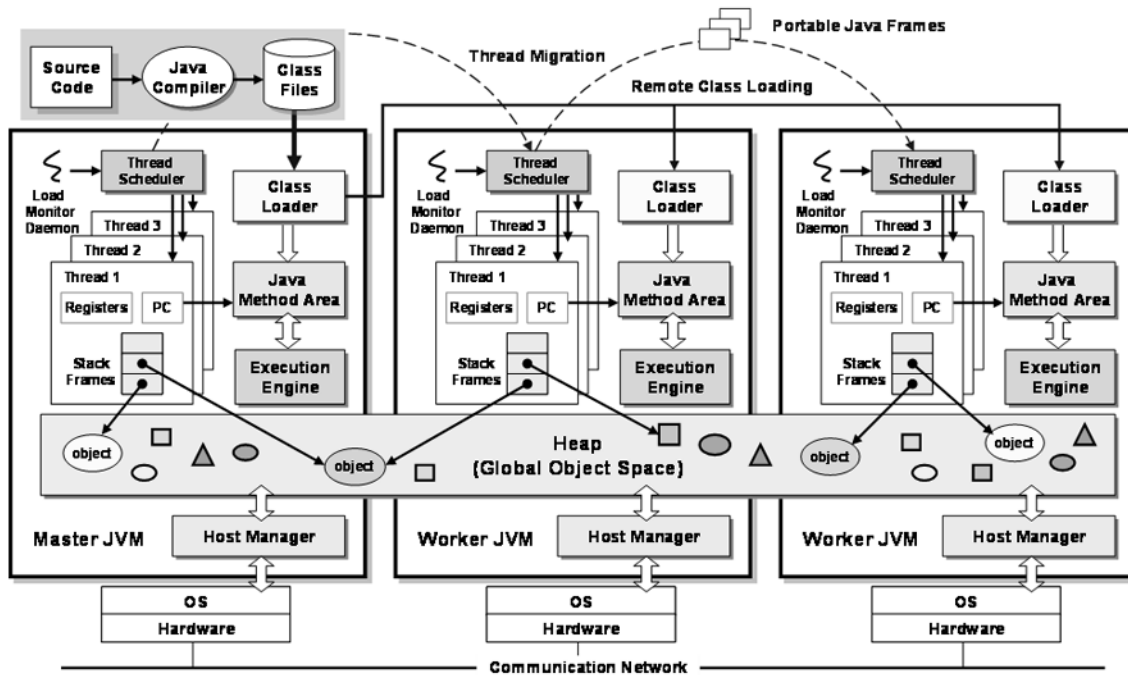 Portable Java Frames
Thread Migration
Source
Code
Java
Compiler
Class
Files
Remote Class Loading
Thread
Scheduler
Load
Monitor
Daemon
Class
Loader
Thread 3
Thread 2
Thread 1
Registers
PC
Java
Method Area
Stack
Frames
Execution
Engine
Thread
Scheduler
Load
Monitor
Daemon
Class
Loader
Thread 3
Thread 2
Thread 1
Registers
PC
Java
Method Area
Stack
Frames
Execution
Engine
Thread
Scheduler
Load
Monitor
Daemon
Class
Loader
Thread 3
Thread 2
Thread 1
Registers
PC
Java
Method Area
Stack
Frames
Execution
Engine
object
object
Heap
(Global Object Space)
object
object
Master JVM
Host Manager
Worker JVM
Host Manager
Worker JVM
Host Manager
OS
Hardware
OS
Hardware
OS
Hardware
Communication Network